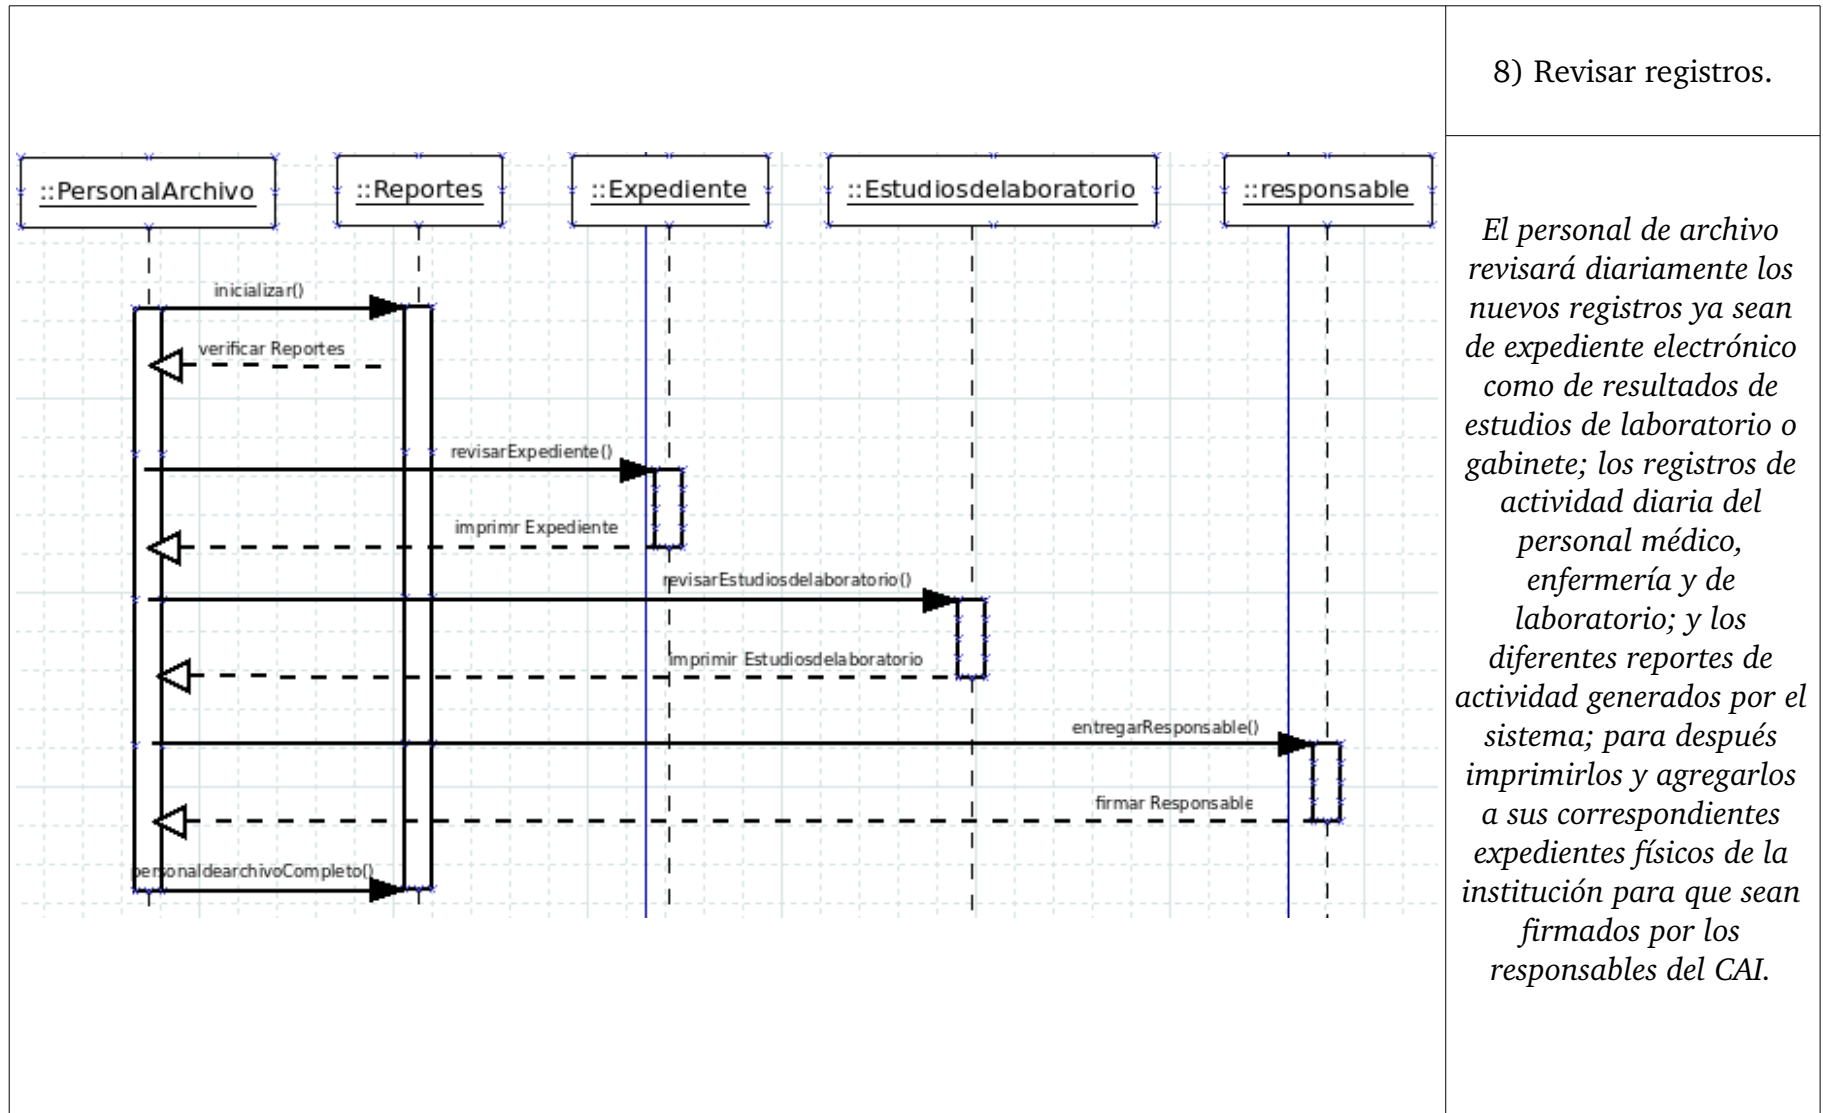 8) Revisar registros.
::PersonalArchivo
::Reportes
::Expediente
::Estudiosdelaboratorio
::responsable
inicializar()
verificar Reportes
revisarExpediente()
imprimr Expediente
revisarEstudiosdelaboratorio()
imprimir Estudiosdelaboratorio
entregarResponsable()
firmar Responsable
personaldearchivoCompleto()
El personal de archivo
revisará diariamente los
nuevos registros ya sean
de expediente electrónico
como de resultados de
estudios de laboratorio o
gabinete; los registros de
actividad diaria del
personal médico,
enfermería y de
laboratorio; y los
diferentes reportes de
actividad generados por el
sistema; para después
imprimirlos y agregarlos
a sus correspondientes
expedientes físicos de la
institución para que sean
firmados por los
responsables del CAI.